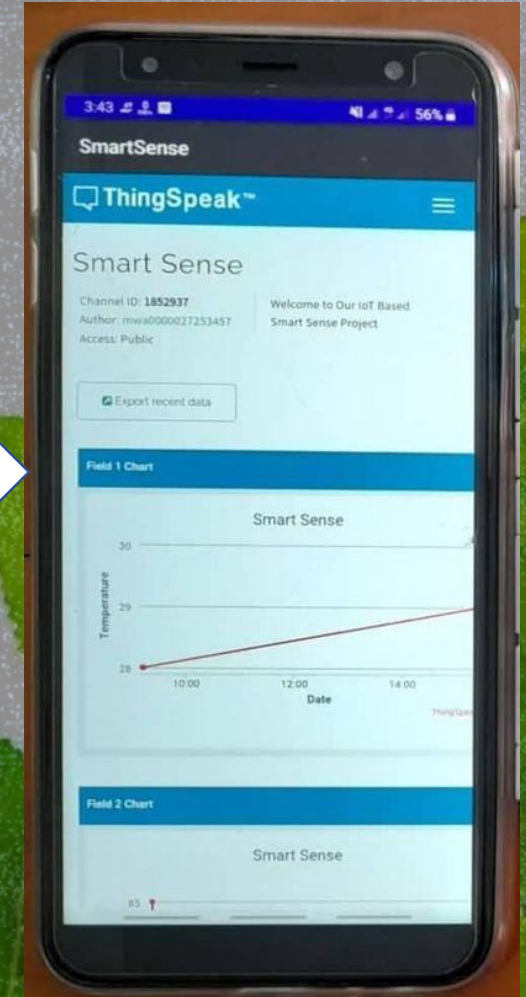 3:43 56%
SmartSense
ThingSpeak™
Smart Sense
Channel ID: 1852937
Author: mwa0000027253457
Access: Public
Welcome to Our IoT Based
Smart Sense Project
Export recent data
Field 1 Chart
Smart Sense
30
Temperature
29
28
10:00 12:00 14:00
Date
Field 2 Chart
Smart Sense